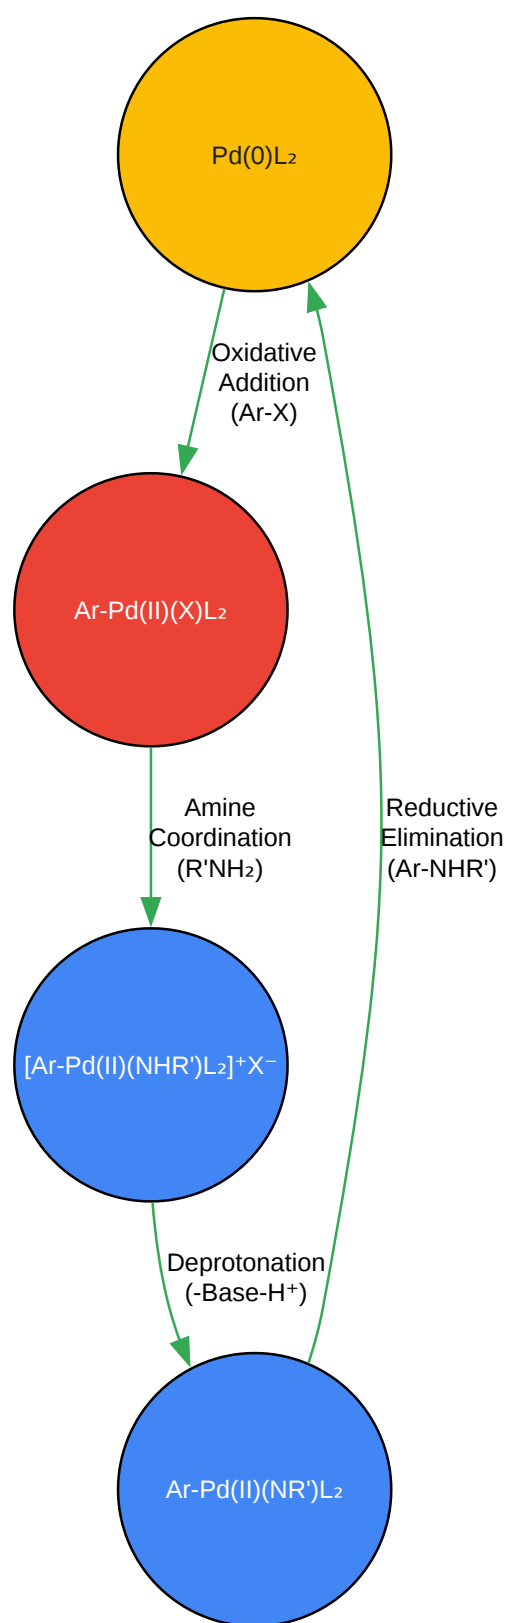 Pd(0)L₂
Oxidative
Addition
(Ar-X)
Ar-Pd(II)(X)L₂
Amine
Coordination
(R'NH₂)
Reductive
Elimination
(Ar-NHR')
[Ar-Pd(II)(NHR')L₂]⁺X⁻
Deprotonation
(-Base-H⁺)
Ar-Pd(II)(NR')L₂